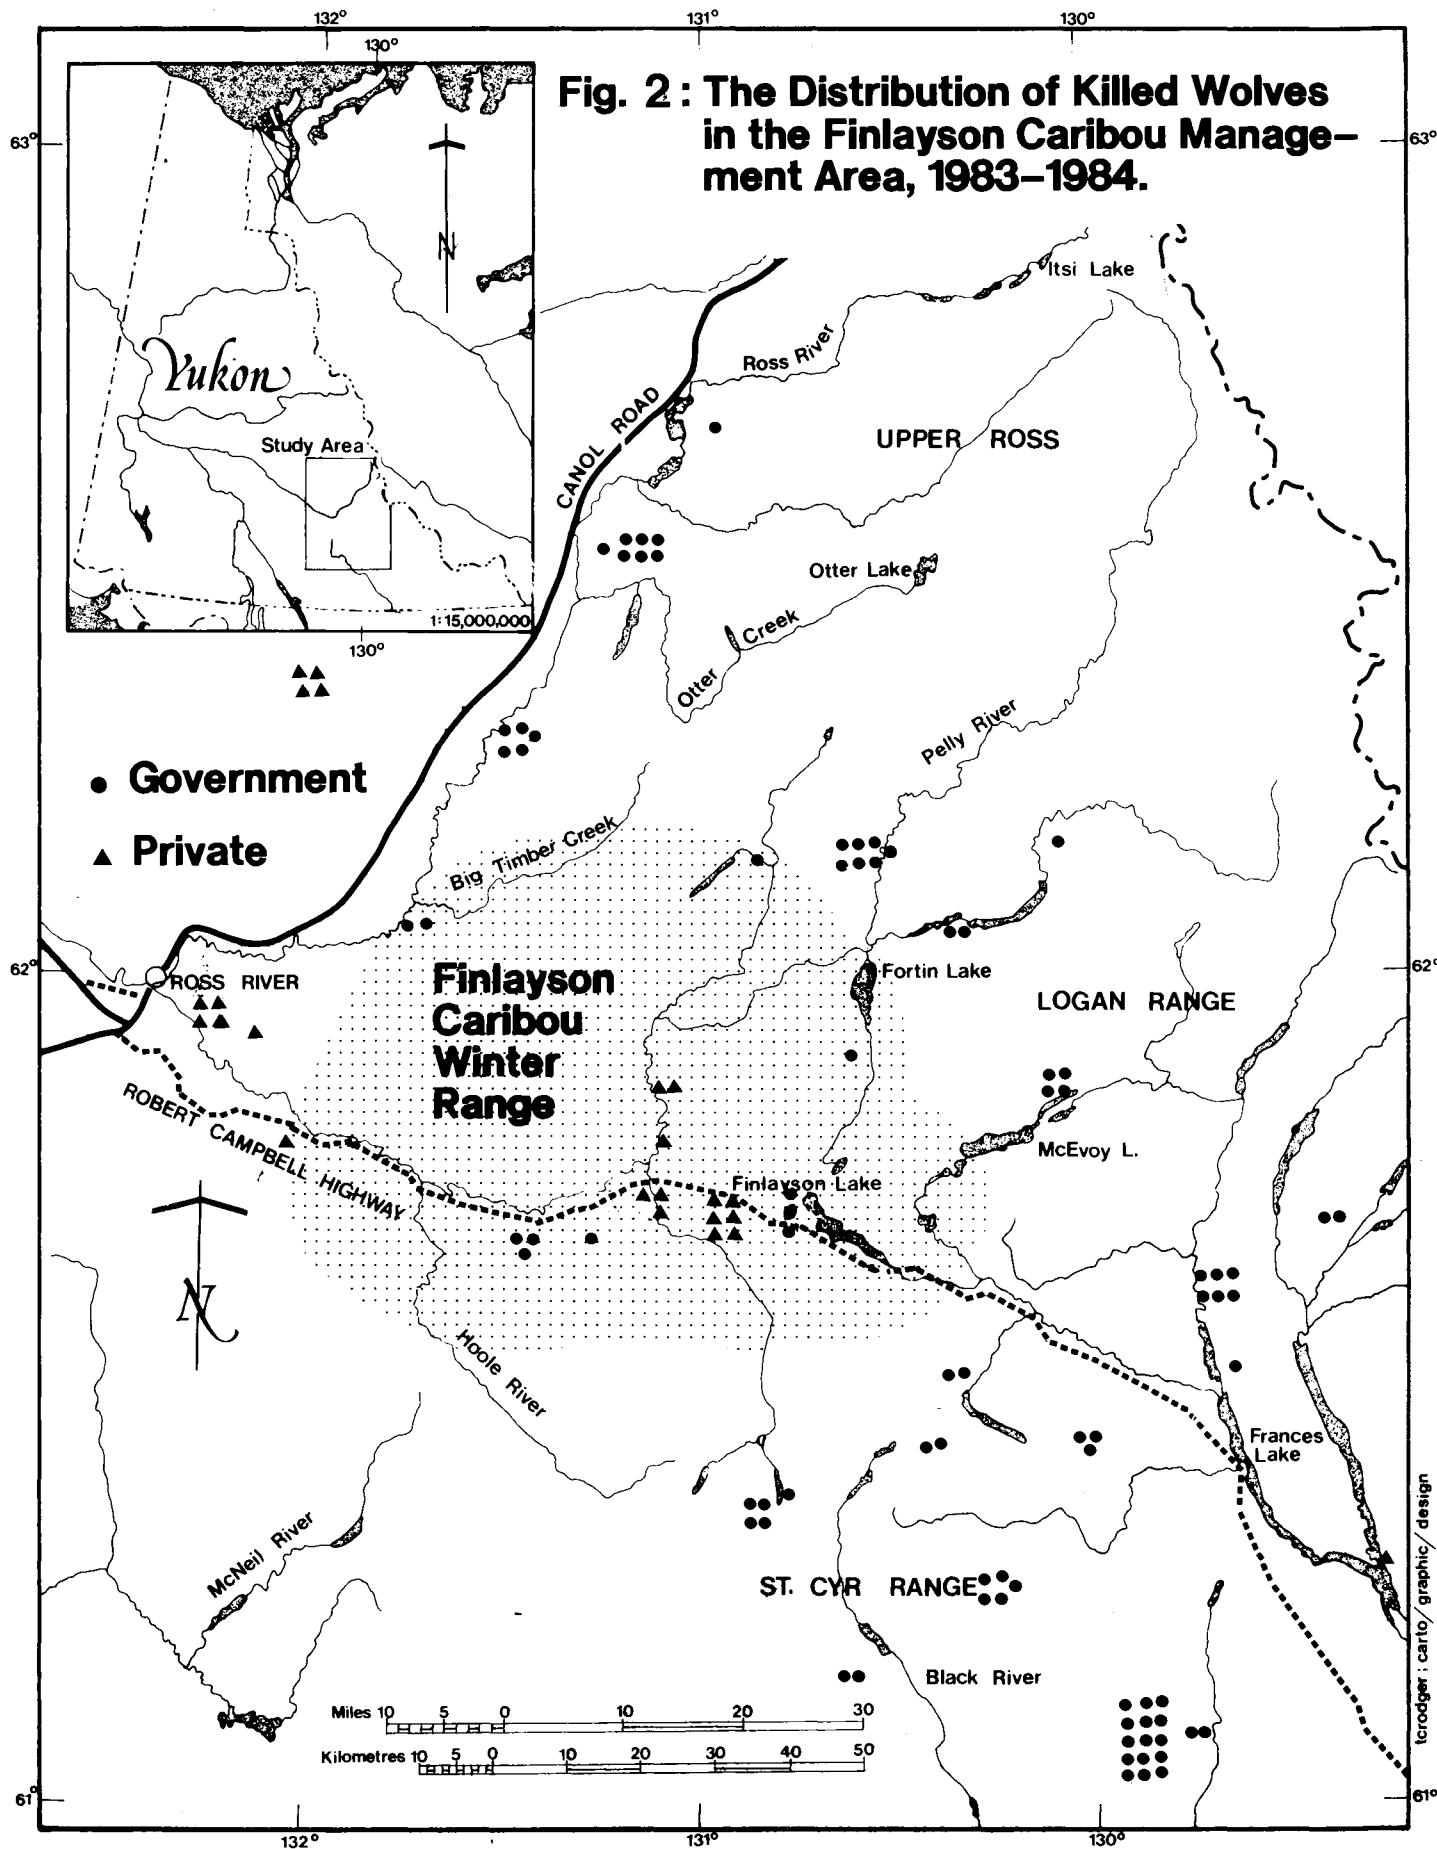 132°
131°
130°
130°
Fig. 2 : The Distribution of Killed Wolves
in the Finlayson Caribou Manage–
ment Area, 1983–1984.
63°
63°
N
Yukon
Study Area
1:15,000,000
130°
Itsi Lake
Ross River
CANOL ROAD
UPPER ROSS
Otter Lake
Otter Creek
Pelly River
Government
Private
Big Timber Creek
62°
62°
ROSS RIVER
Finlayson
Caribou
Winter
Range
Fortin Lake
LOGAN RANGE
ROBERT CAMPBELL HIGHWAY
McEvoy L.
Finlayson Lake
N
Hoole River
Frances
Lake
McNeil River
ST. CYR RANGE
Black River
Miles 10 5 0 10 20 30
Kilometres 10 5 0 10 20 30 40 50
tcrodger : carto/graphic/design
61°
61°
132°
131°
130°